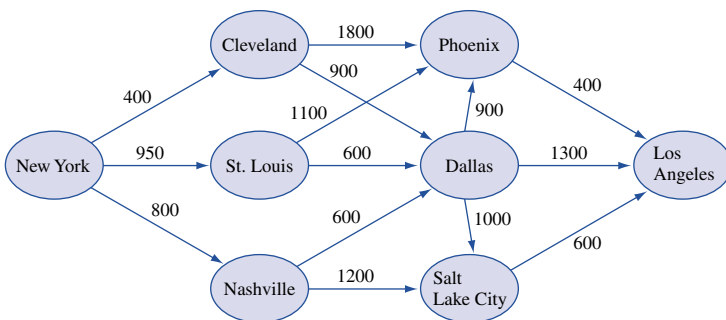 Cleveland
1800
Phoenix
400
900
1100
400
900
New York
950
St. Louis
600
Dallas
1300
Los
Angeles
800
600
1000
600
Nashville
1200
Salt
Lake City